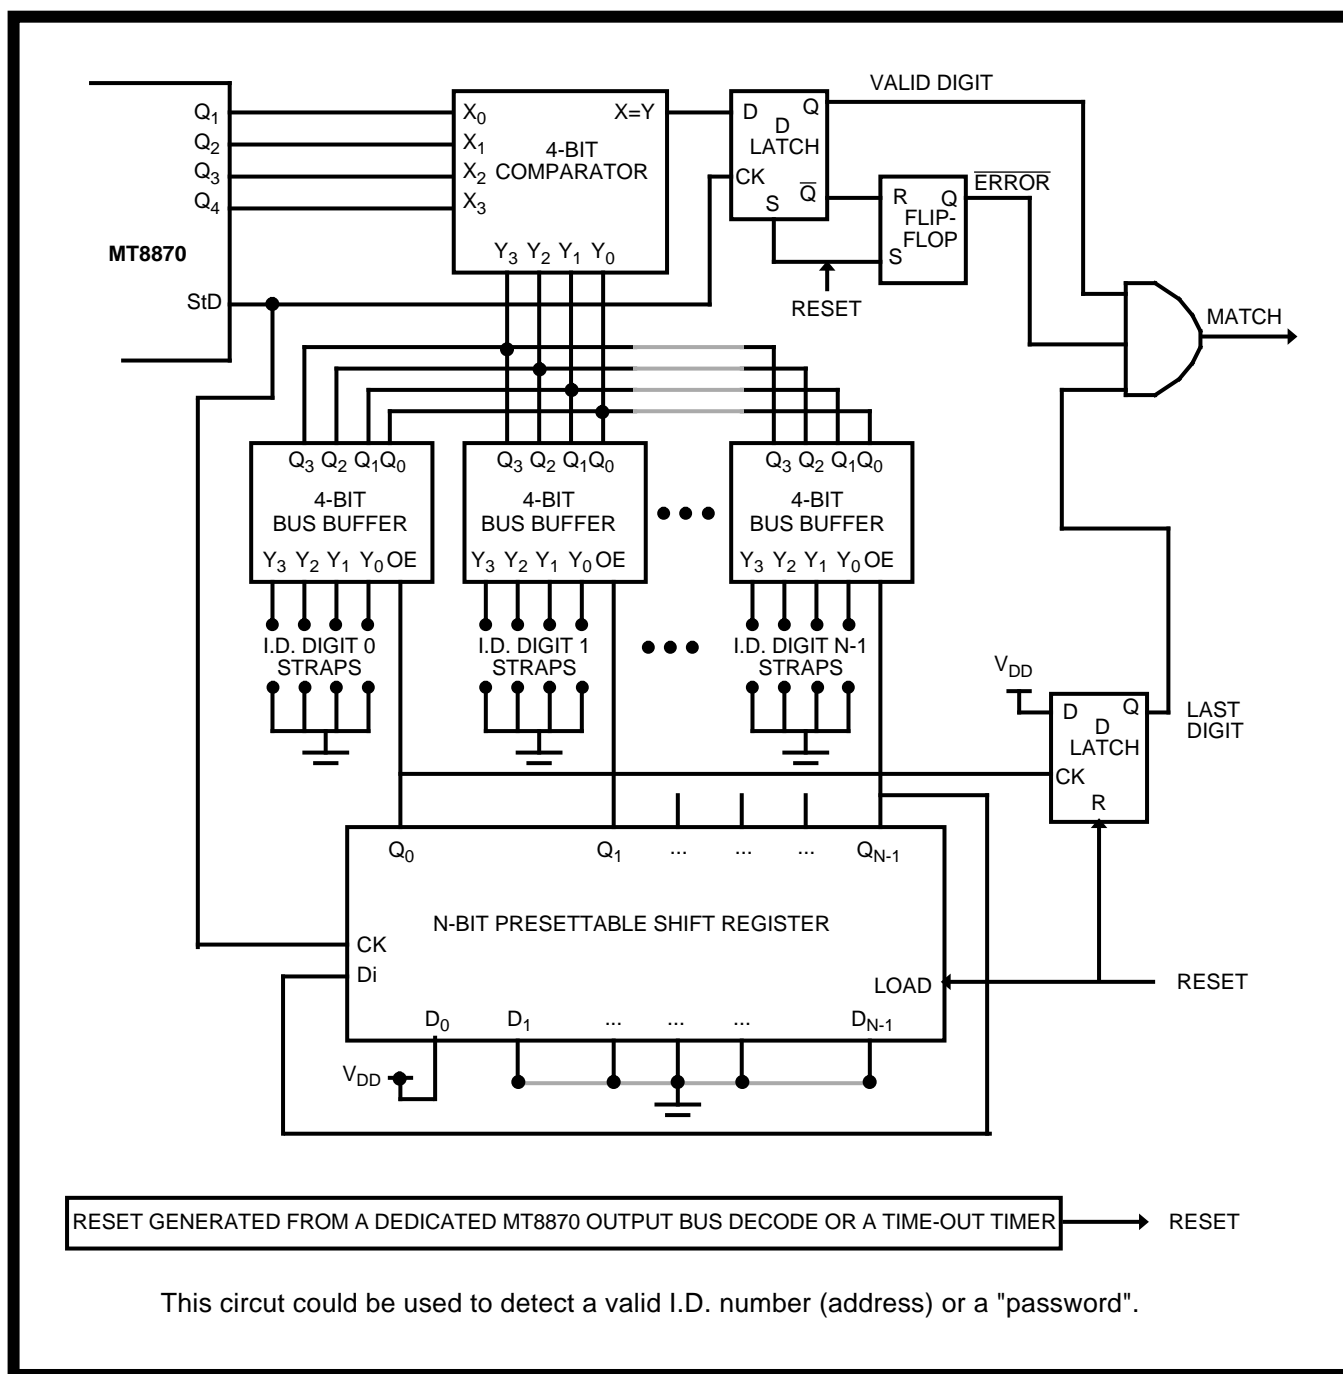 Q1
Q2
Q3
Q4
MT8870
StD
X0
X1
X2
X3
X=Y
4-BIT
COMPARATOR
Y3 Y2 Y1 Y0
D
Q
D
LATCH
CK
Q̅
S
VALID DIGIT
R Q
FLIP-
FLOP
S
E̅R̅R̅O̅R̅
RESET
MATCH
Q3 Q2 Q1 Q0
4-BIT
BUS BUFFER
Y3 Y2 Y1 Y0 OE
Q3 Q2 Q1 Q0
4-BIT
BUS BUFFER
Y3 Y2 Y1 Y0 OE
Q3 Q2 Q1 Q0
4-BIT
BUS BUFFER
Y3 Y2 Y1 Y0 OE
I.D. DIGIT 0
STRAPS
I.D. DIGIT 1
STRAPS
I.D. DIGIT N-1
STRAPS
VDD
D Q
D
LATCH
CK
R
LAST
DIGIT
Q0 Q1 ... ... ... QN-1
N-BIT PRESETTABLE SHIFT REGISTER
CK
Di
LOAD
RESET
D0 D1 ... ... ... DN-1
VDD
RESET GENERATED FROM A DEDICATED MT8870 OUTPUT BUS DECODE OR A TIME-OUT TIMER
RESET
This circut could be used to detect a valid I.D. number (address) or a "password".